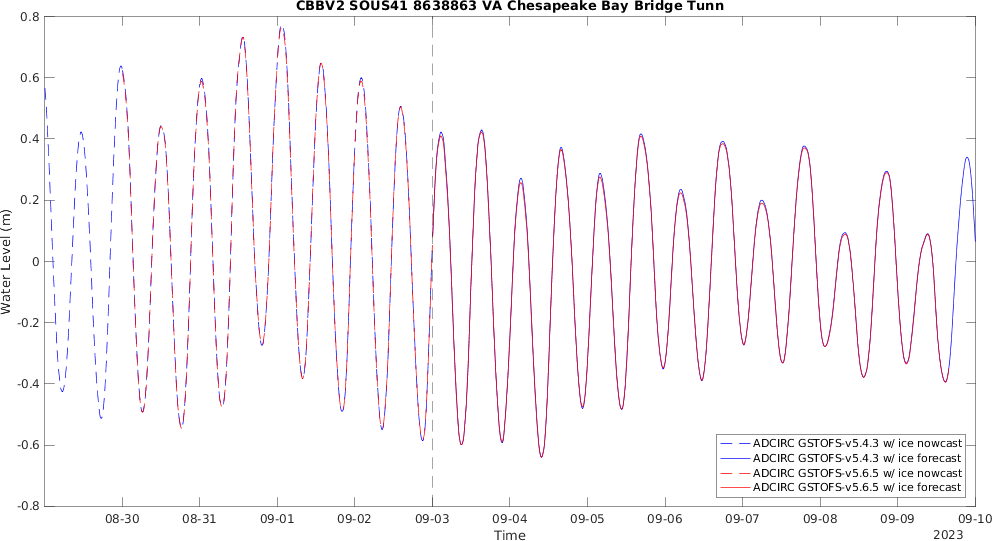 CBBV2 SOUS41 8638863 VA Chesapeake Bay Bridge Tunn
0.8
0.6
0.4
0.2
0
-0.2
-0.4
-0.6
-0.8
Water Level (m)
ADCIRC GSTOFS-v5.4.3 w/ ice nowcast
ADCIRC GSTOFS-v5.4.3 w/ ice forecast
ADCIRC GSTOFS-v5.6.5 w/ ice nowcast
ADCIRC GSTOFS-v5.6.5 w/ ice forecast
08-30 08-31 09-01 09-02 09-03 09-04 09-05 09-06 09-07 09-08 09-09 09-10
Time
2023